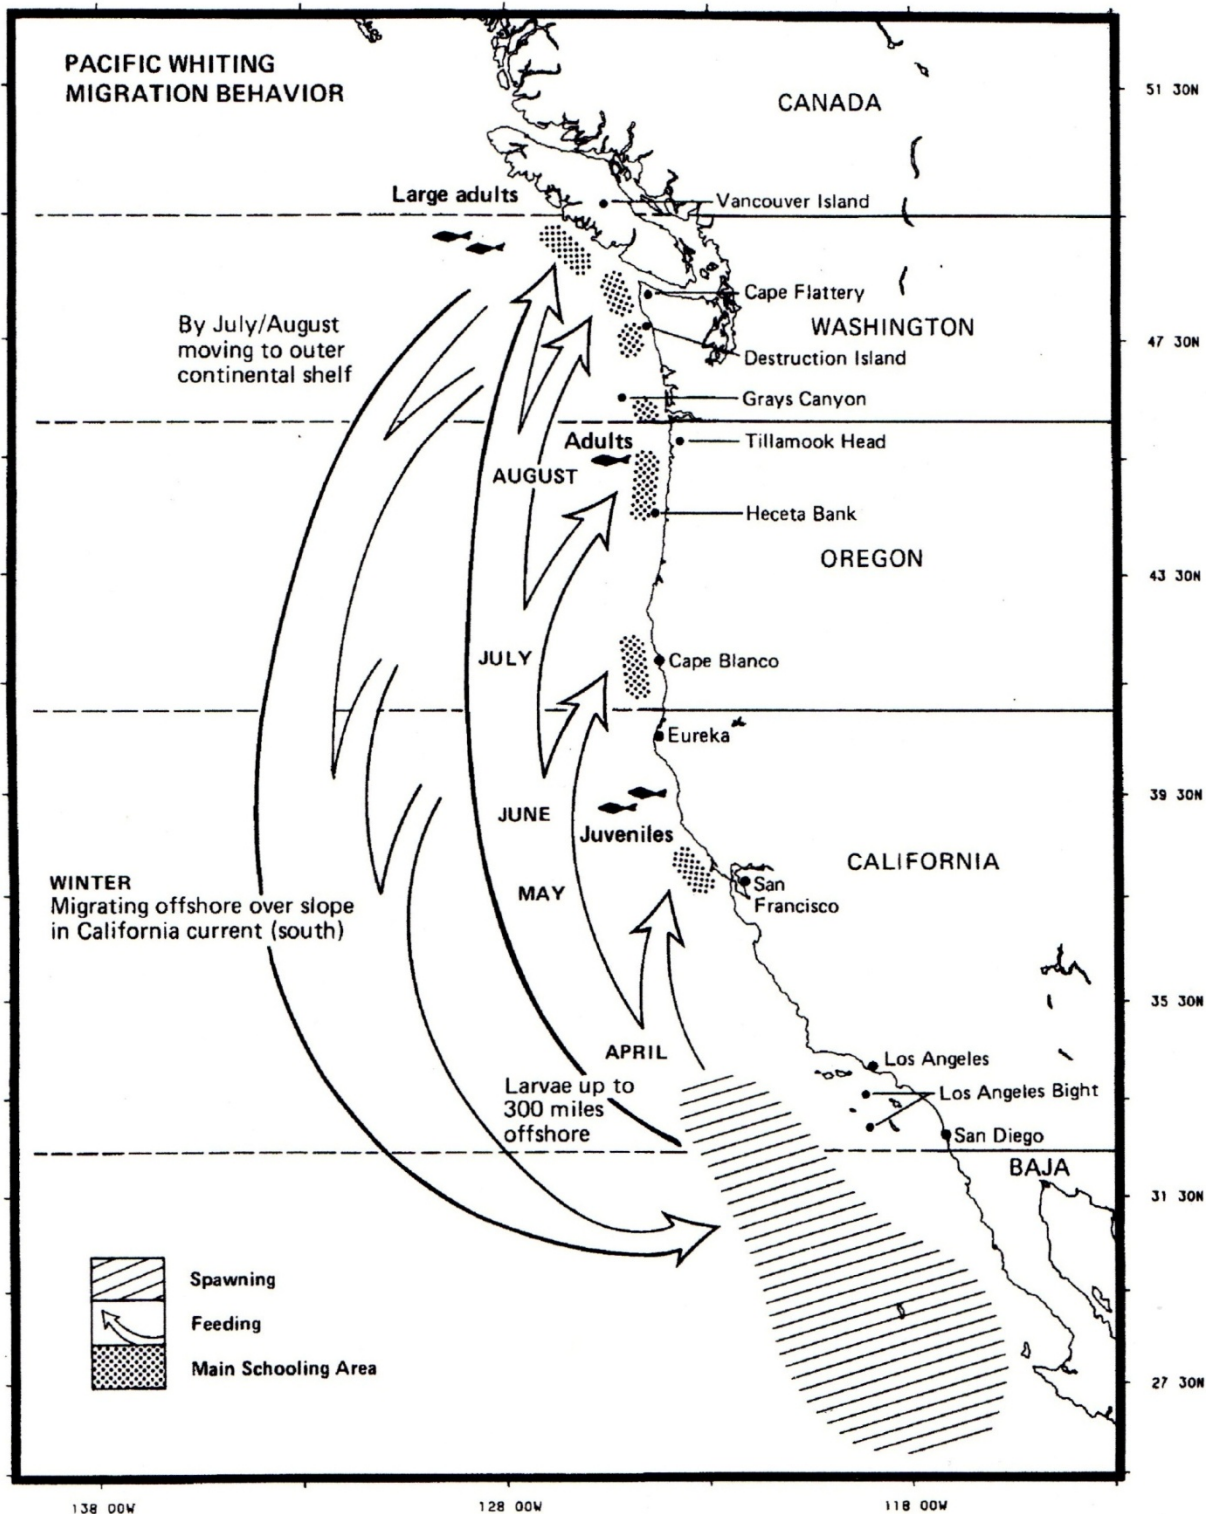 PACIFIC WHITING
MIGRATION BEHAVIOR
51 30N
CANADA
Large adults
Vancouver Island
Cape Flattery
By July/August
moving to outer
continental shelf
WASHINGTON
47 30N
Destruction Island
Grays Canyon
Adults
Tillamook Head
AUGUST
Heceta Bank
OREGON
43 30N
JULY
Cape Blanco
Eureka
39 30N
JUNE
Juveniles
CALIFORNIA
WINTER
Migrating offshore over slope
in California current (south)
MAY
San
Francisco
35 30N
APRIL
Los Angeles
Larvae up to
300 miles
offshore
Los Angeles Bight
San Diego
BAJA
31 30N
Spawning
Feeding
Main Schooling Area
27 30N
138 00W
128 00W
118 00W